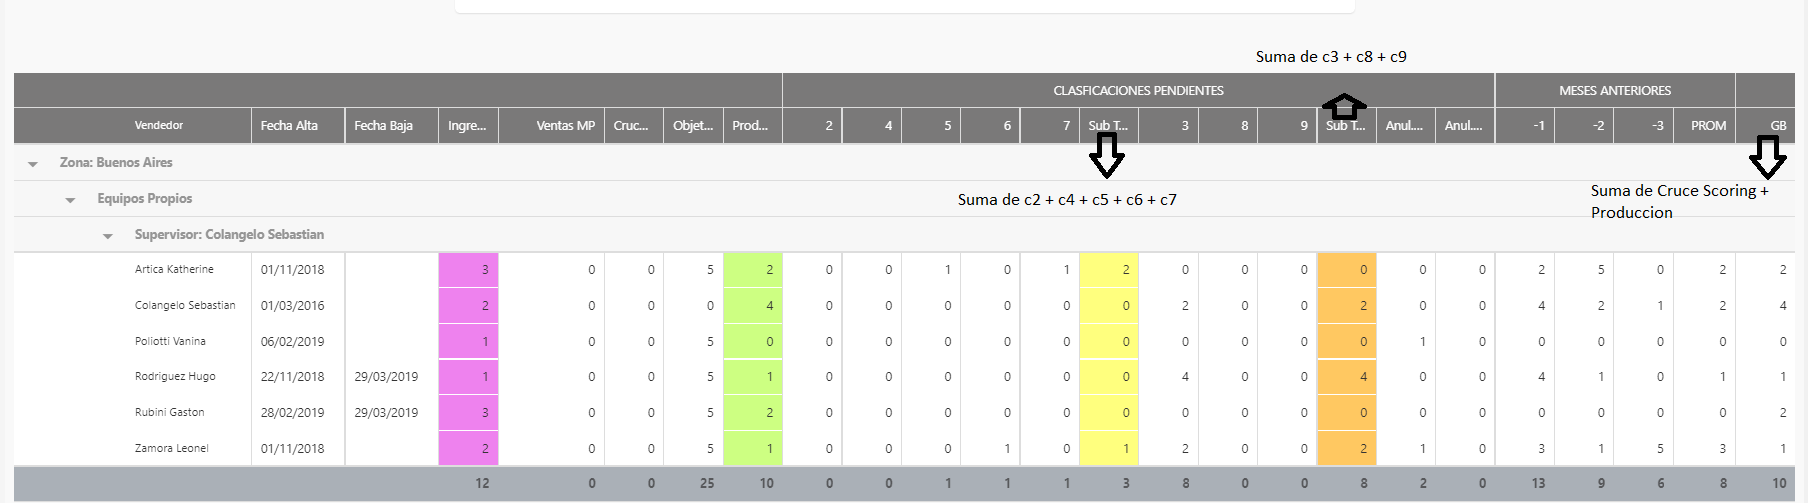 Suma de c3 + c8 + c9
CLASFICACIONES PENDIENTES MESES ANTERIORES
Vendedor Fecha Alta Fecha Baja Ingre... Ventas MP Cruc... Objet... Prod... 2 4 5 6 7 Sub T... 3 8 9 Sub T... Anul.... Anul.... -1 -2 -3 PROM GB
Zona: Buenos Aires
Suma de Cruce Scoring +
Produccion
Equipos Propios
Suma de c2 + c4 + c5 + c6 + c7
Supervisor: Colangelo Sebastian
Artica Katherine 01/11/2018 3 0 0 5 2 0 0 1 0 1 2 0 0 0 0 0 0 2 5 0 2 2
Colangelo Sebastian 01/03/2016 2 0 0 0 4 0 0 0 0 0 0 2 0 0 2 0 0 4 2 1 2 4
Poliotti Vanina 06/02/2019 1 0 0 5 0 0 0 0 0 0 0 0 0 0 0 1 0 0 0 0 0 0
Rodriguez Hugo 22/11/2018 29/03/2019 1 0 0 5 1 0 0 0 0 0 0 4 0 0 4 0 0 4 1 0 1 1
Rubini Gaston 28/02/2019 29/03/2019 3 0 0 5 2 0 0 0 0 0 0 0 0 0 0 0 0 0 0 0 0 2
Zamora Leonel 01/11/2018 2 0 0 5 1 0 0 0 1 0 1 2 0 0 2 1 0 3 1 5 3 1
12 0 0 25 10 0 0 1 1 1 3 8 0 0 8 2 0 13 9 6 8 10